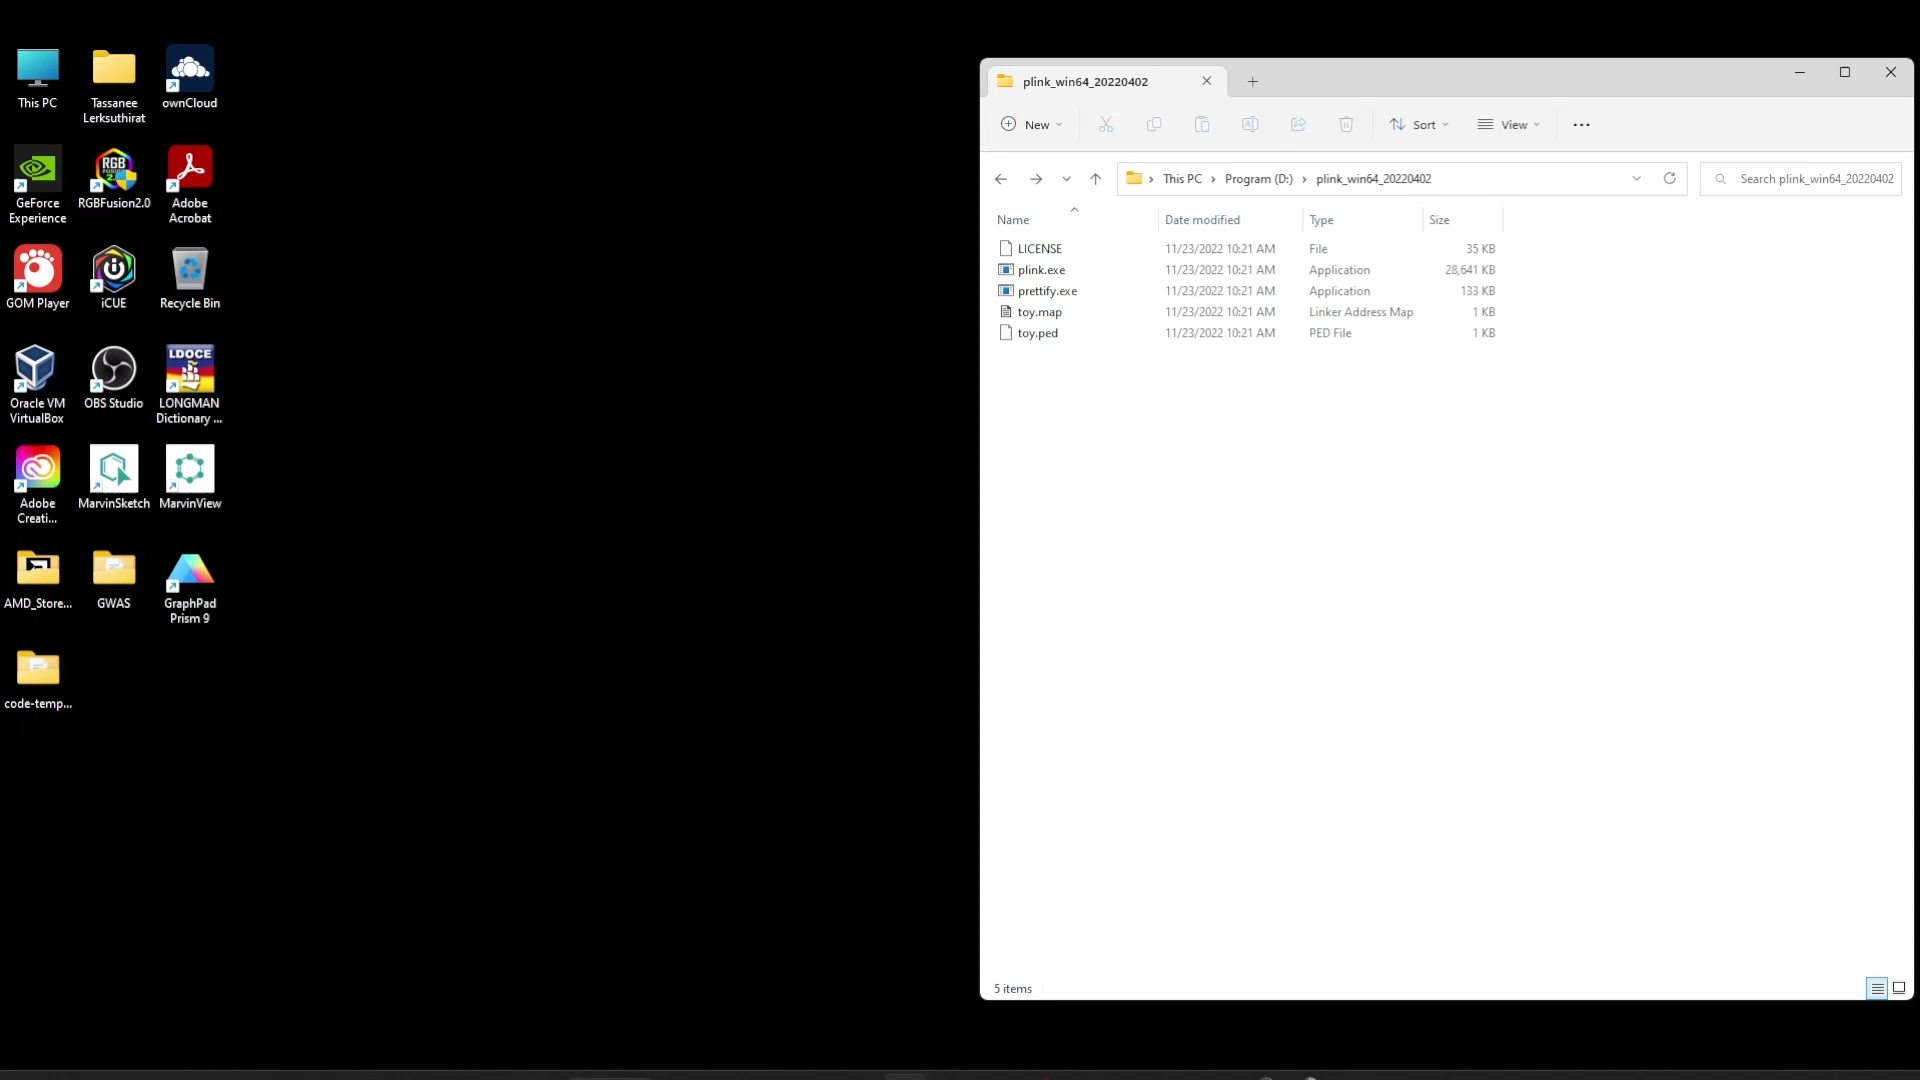 This PC
Tassanee
Lerksuthirat
ownCloud
GeForce
Experience
RGB
RGBFusion2.0
Adobe
Acrobat
GOM Player
iCUE
Recycle Bin
Oracle VM
VirtualBox
OBS Studio
LDOCE
LONGMAN
Dictionary ...
Adobe
Creati...
MarvinSketch
MarvinView
AMD_Store...
GWAS
GraphPad
Prism 9
code-temp...
plink_win64_20220402
New
Sort
View
This PC > Program (D:) > plink_win64_20220402
Search plink_win64_20220402
Name Date modified Type Size
LICENSE 11/23/2022 10:21 AM File 35 KB
plink.exe 11/23/2022 10:21 AM Application 28,641 KB
prettify.exe 11/23/2022 10:21 AM Application 133 KB
toy.map 11/23/2022 10:21 AM Linker Address Map 1 KB
toy.ped 11/23/2022 10:21 AM PED File 1 KB
5 items